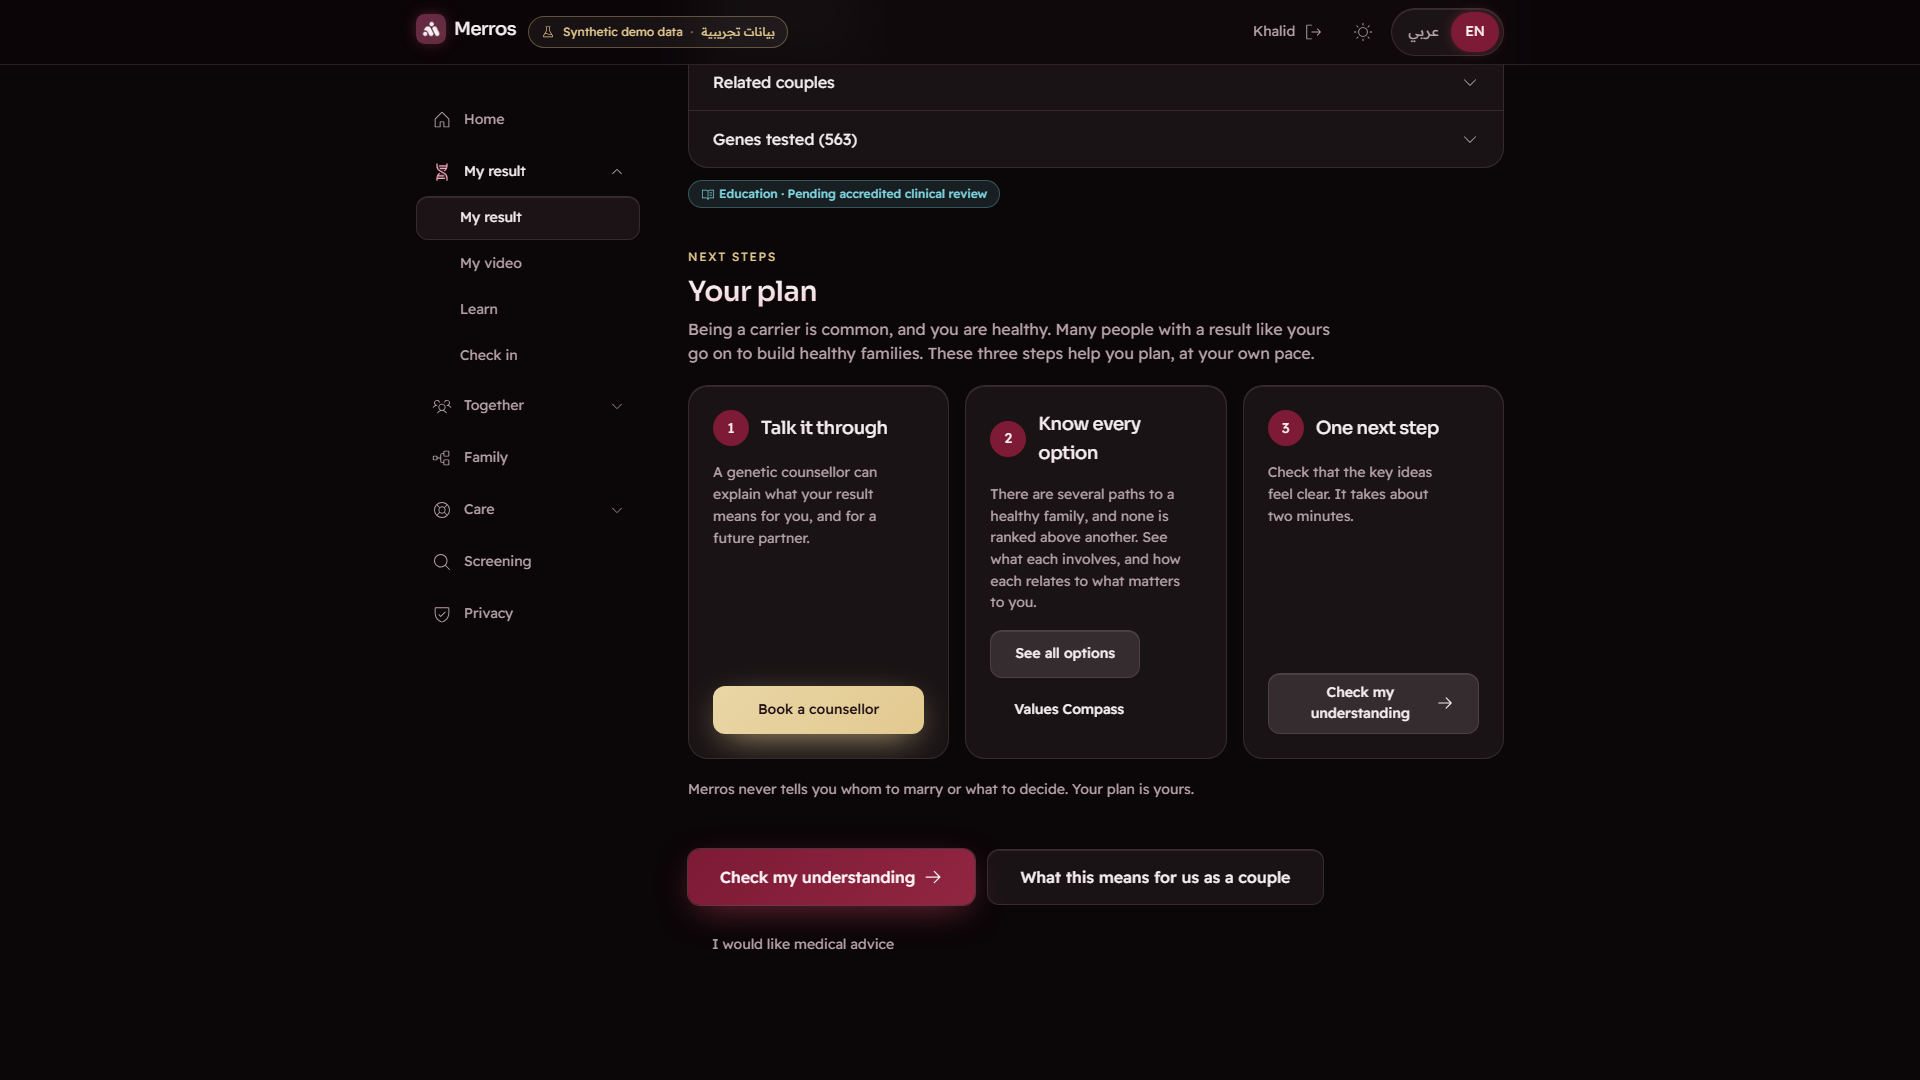 Merros
Synthetic demo data · بيانات تجريبية
Khalid
عربي
EN
Home
My result
My result
My video
Learn
Check in
Together
Family
Care
Screening
Privacy
Related couples
Genes tested (563)
Education · Pending accredited clinical review
NEXT STEPS
Your plan
Being a carrier is common, and you are healthy. Many people with a result like yours
go on to build healthy families. These three steps help you plan, at your own pace.
1 Talk it through
A genetic counsellor can
explain what your result
means for you, and for a
future partner.
Book a counsellor
2 Know every
option
There are several paths to a
healthy family, and none is
ranked above another. See
what each involves, and how
each relates to what matters
to you.
See all options
Values Compass
3 One next step
Check that the key ideas
feel clear. It takes about
two minutes.
Check my
understanding
Merros never tells you whom to marry or what to decide. Your plan is yours.
Check my understanding
What this means for us as a couple
I would like medical advice